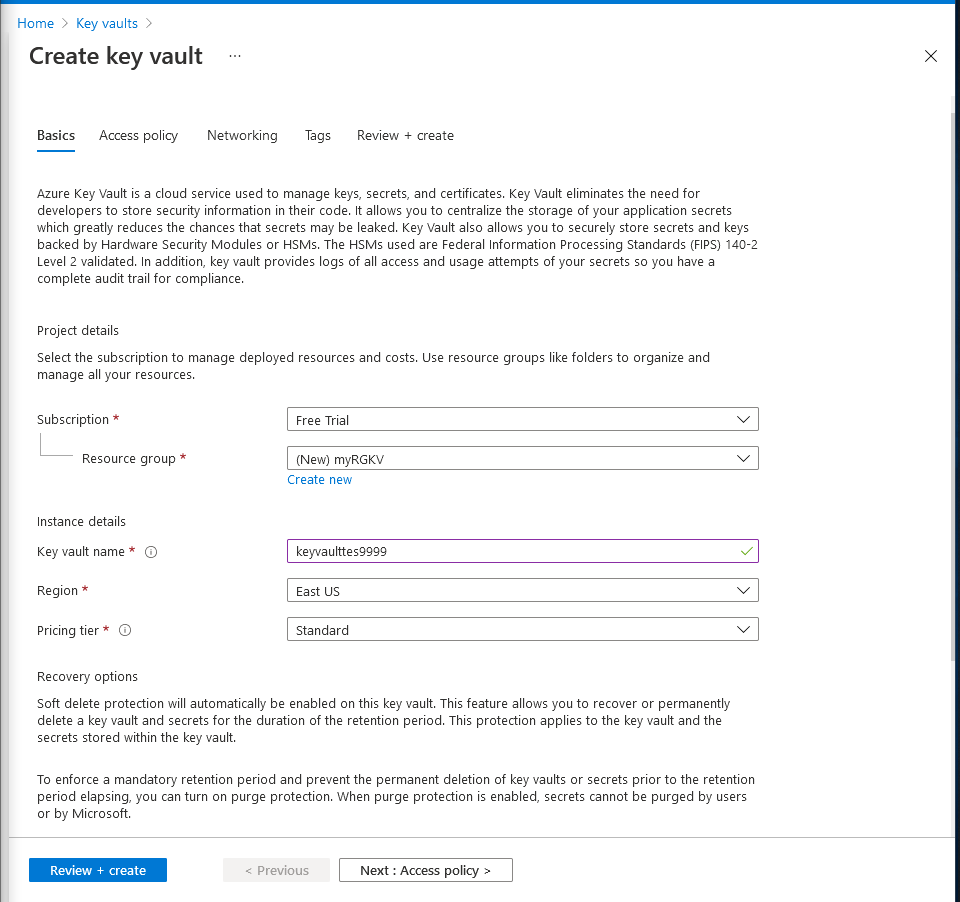 Home > Key vaults >
Create key vault ...
Basics Access policy Networking Tags Review + create
Azure Key Vault is a cloud service used to manage keys, secrets, and certificates. Key Vault eliminates the need for
developers to store security information in their code. It allows you to centralize the storage of your application secrets
which greatly reduces the chances that secrets may be leaked. Key Vault also allows you to securely store secrets and keys
backed by Hardware Security Modules or HSMs. The HSMs used are Federal Information Processing Standards (FIPS) 140-2
Level 2 validated. In addition, key vault provides logs of all access and usage attempts of your secrets so you have a
complete audit trail for compliance.
Project details
Select the subscription to manage deployed resources and costs. Use resource groups like folders to organize and
manage all your resources.
Subscription * Free Trial
Resource group * (New) myRGKV
Create new
Instance details
Key vault name * keyvaulttes9999
Region * East US
Pricing tier * Standard
Recovery options
Soft delete protection will automatically be enabled on this key vault. This feature allows you to recover or permanently
delete a key vault and secrets for the duration of the retention period. This protection applies to the key vault and the
secrets stored within the key vault.
To enforce a mandatory retention period and prevent the permanent deletion of key vaults or secrets prior to the retention
period elapsing, you can turn on purge protection. When purge protection is enabled, secrets cannot be purged by users
or by Microsoft.
Review + create < Previous Next : Access policy >